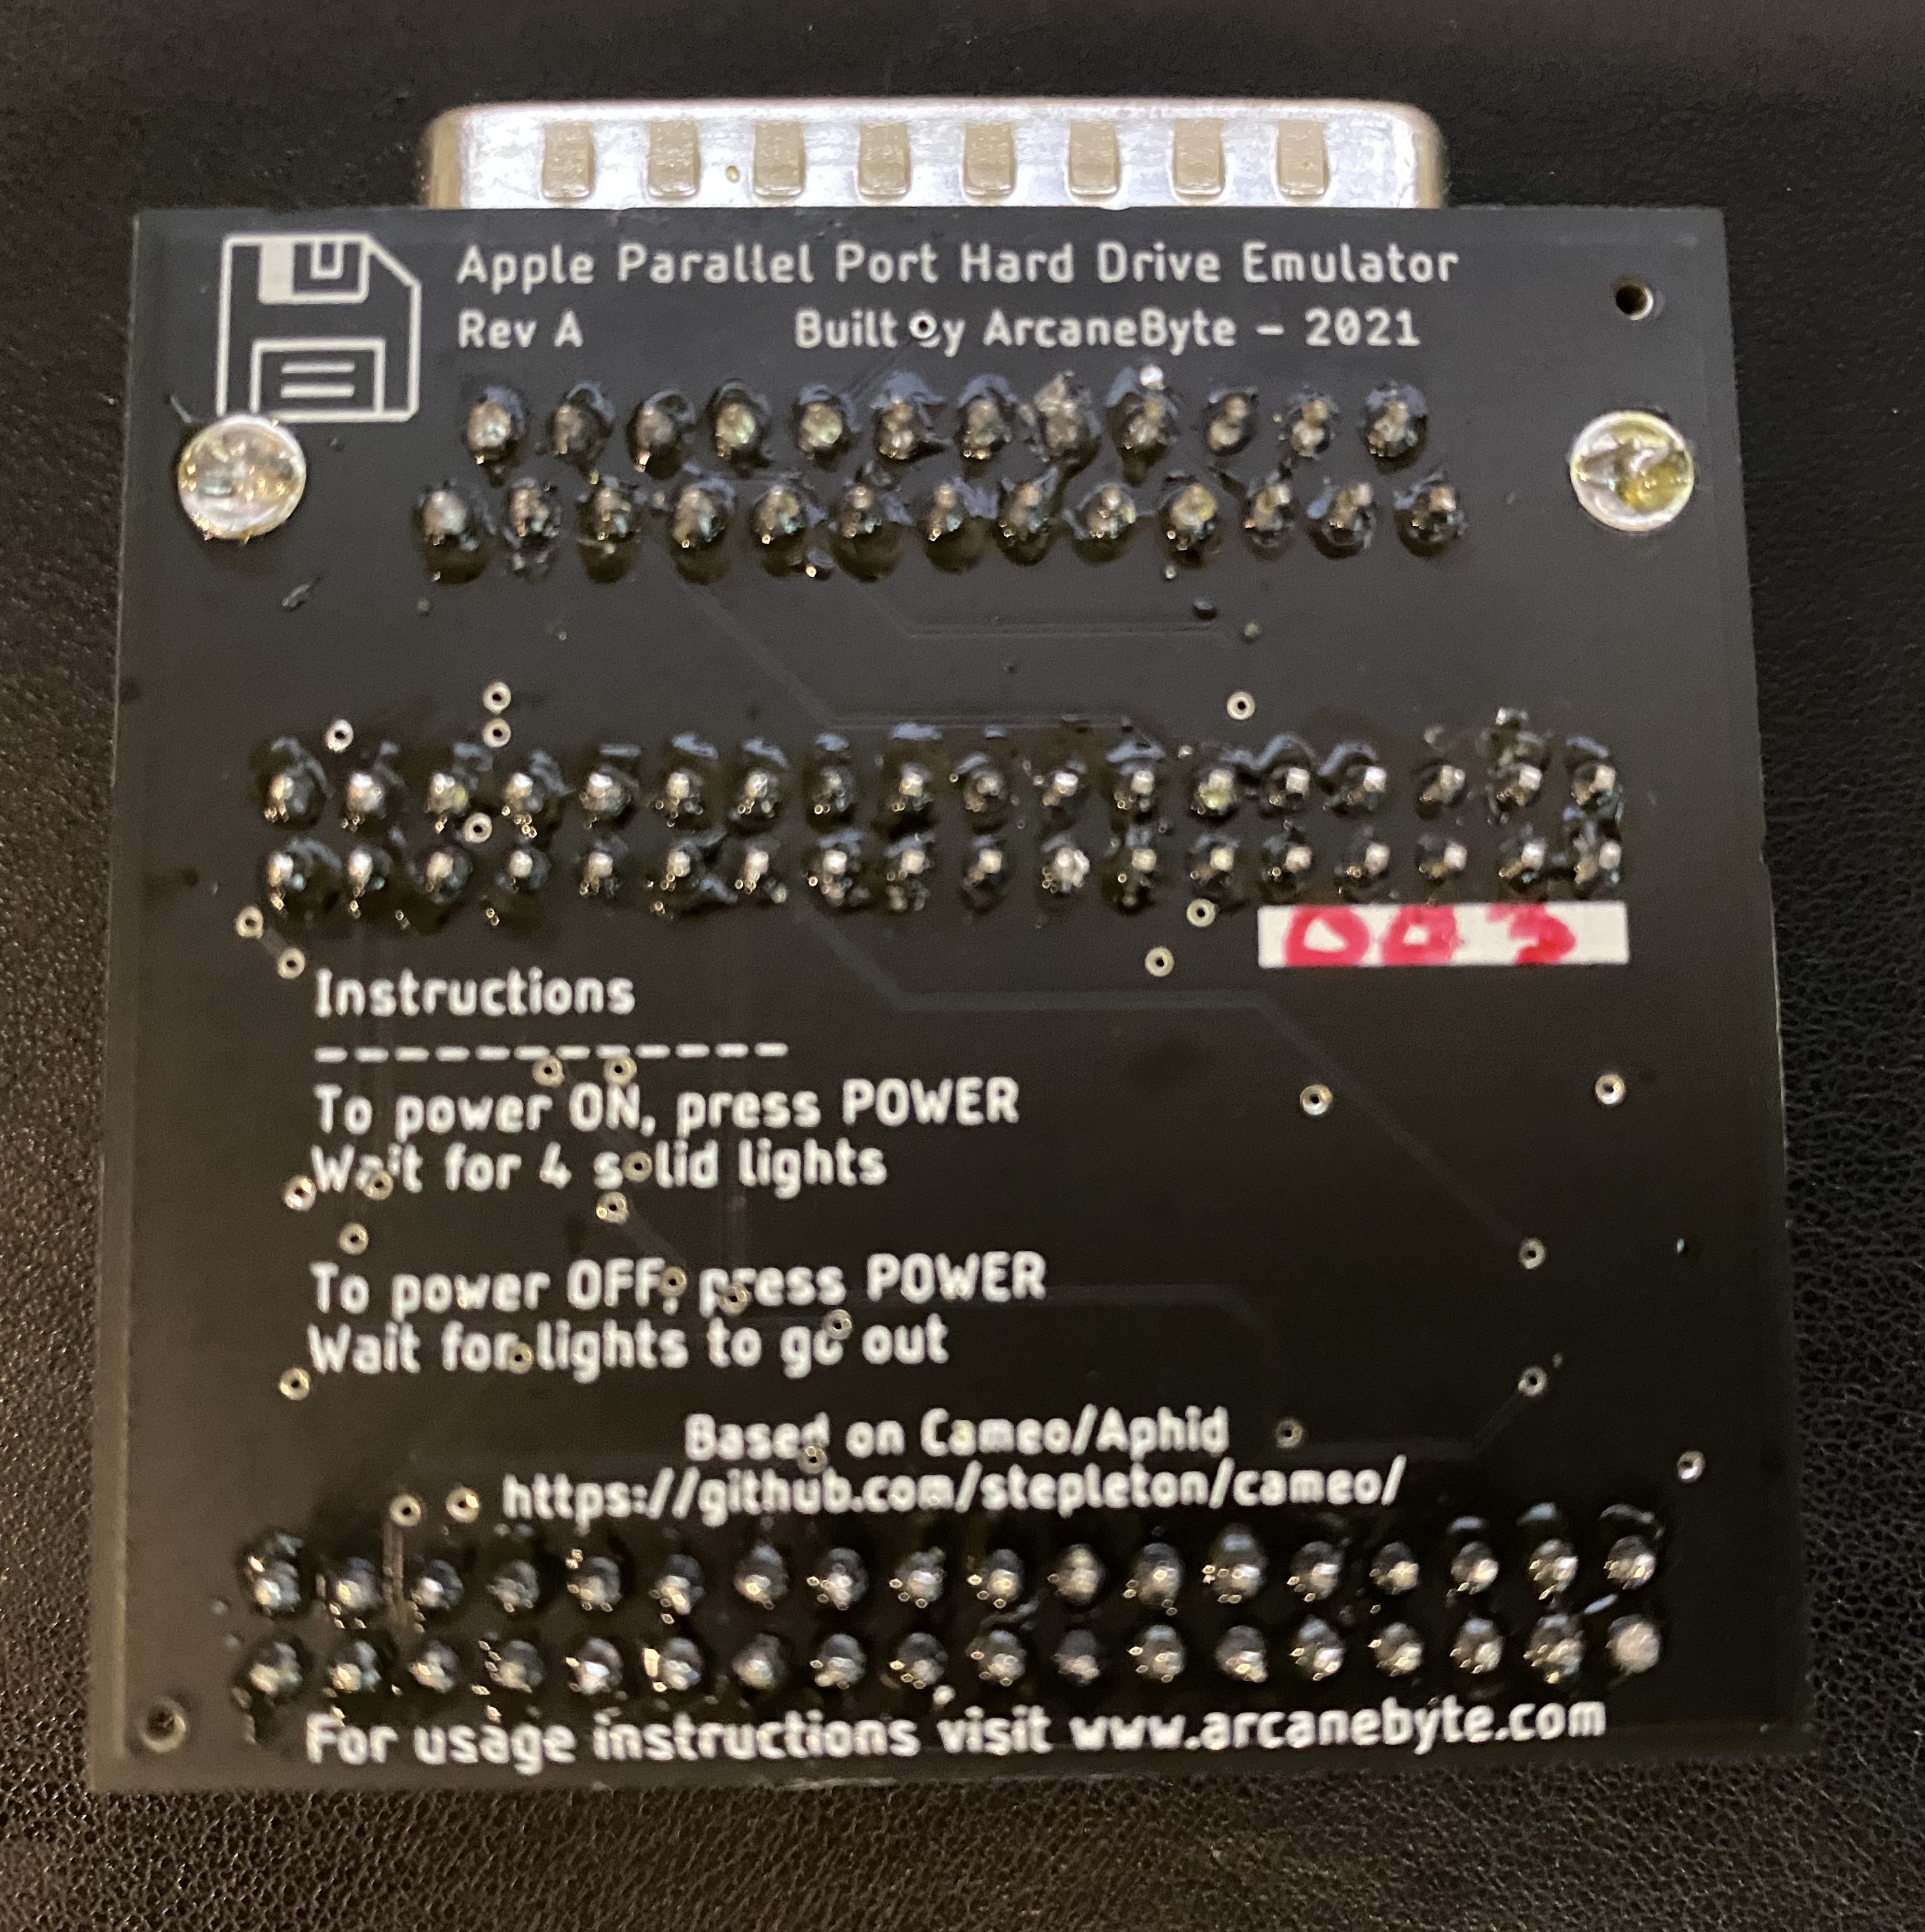 Apple Parallel Port Hard Drive Emulator
Rev A Built by ArcaneByte - 2021
003
Instructions
------------
To power ON, press POWER
Wait for 4 solid lights
To power OFF, press POWER
Wait for lights to go out
Based on Cameo/Aphid
https://github.com/stepleton/cameo/
For usage instructions visit www.arcanebyte.com